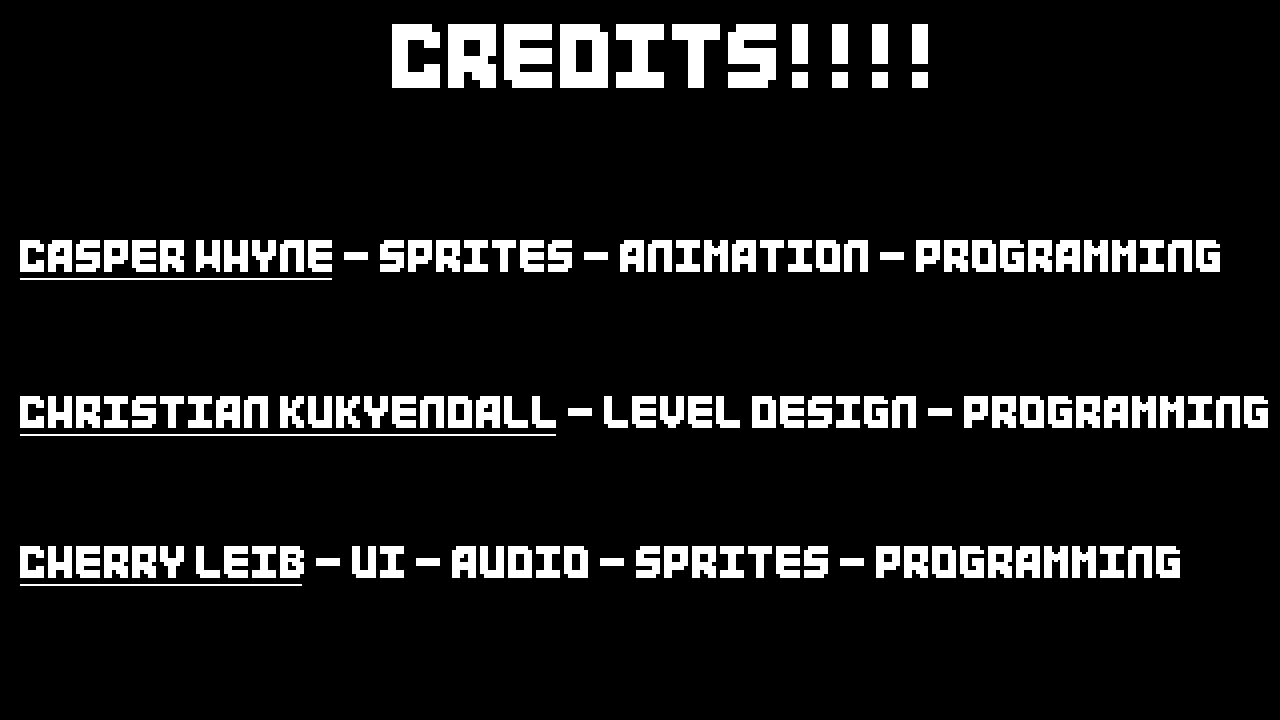 CREDITS!!!!
CASPER WHYNE - SPRITES - ANIMATION - PROGRAMMING
CHRISTIAN KUKYENDALL - LEVEL DESIGN - PROGRAMMING
CHERRY LEIB - UI - AUDIO - SPRITES - PROGRAMMING